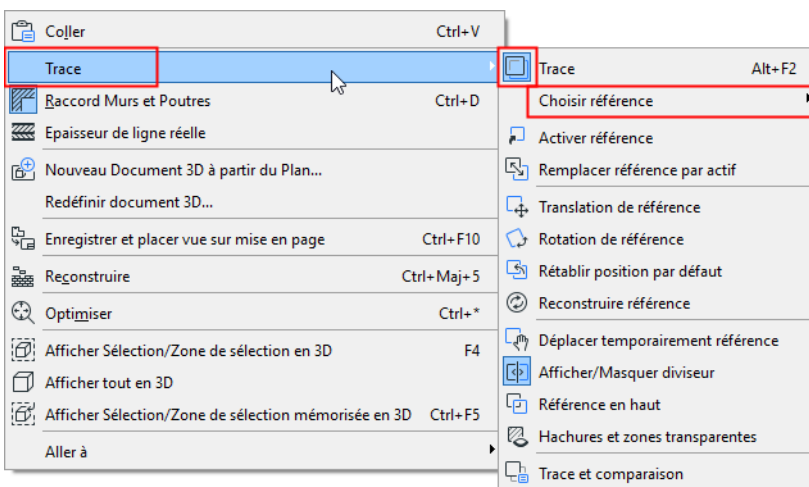 Coller Ctrl+V
Trace
Raccord Murs et Poutres Ctrl+D
Epaisseur de ligne réelle
Nouveau Document 3D à partir du Plan...
Redéfinir document 3D...
Enregistrer et placer vue sur mise en page Ctrl+F10
Reconstruire Ctrl+Maj+5
Optimiser Ctrl+*
Afficher Sélection/Zone de sélection en 3D F4
Afficher tout en 3D
Afficher Sélection/Zone de sélection mémorisée en 3D Ctrl+F5
Aller à
Trace Alt+F2
Choisir référence
Activer référence
Remplacer référence par actif
Translation de référence
Rotation de référence
Rétablir position par défaut
Reconstruire référence
Déplacer temporairement référence
Afficher/Masquer diviseur
Référence en haut
Hachures et zones transparentes
Trace et comparaison